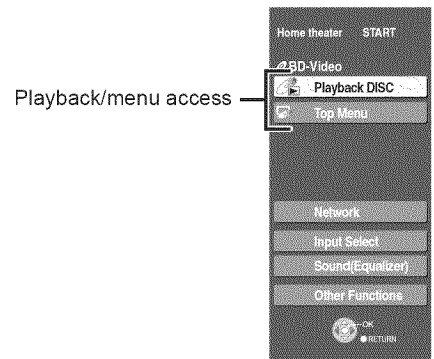 Home theater START
BD-Video
Playback/menu access
Playback DISC
Top Menu
Network
Input Select
Sound(Equalizer)
Other Functions
OK
RETURN